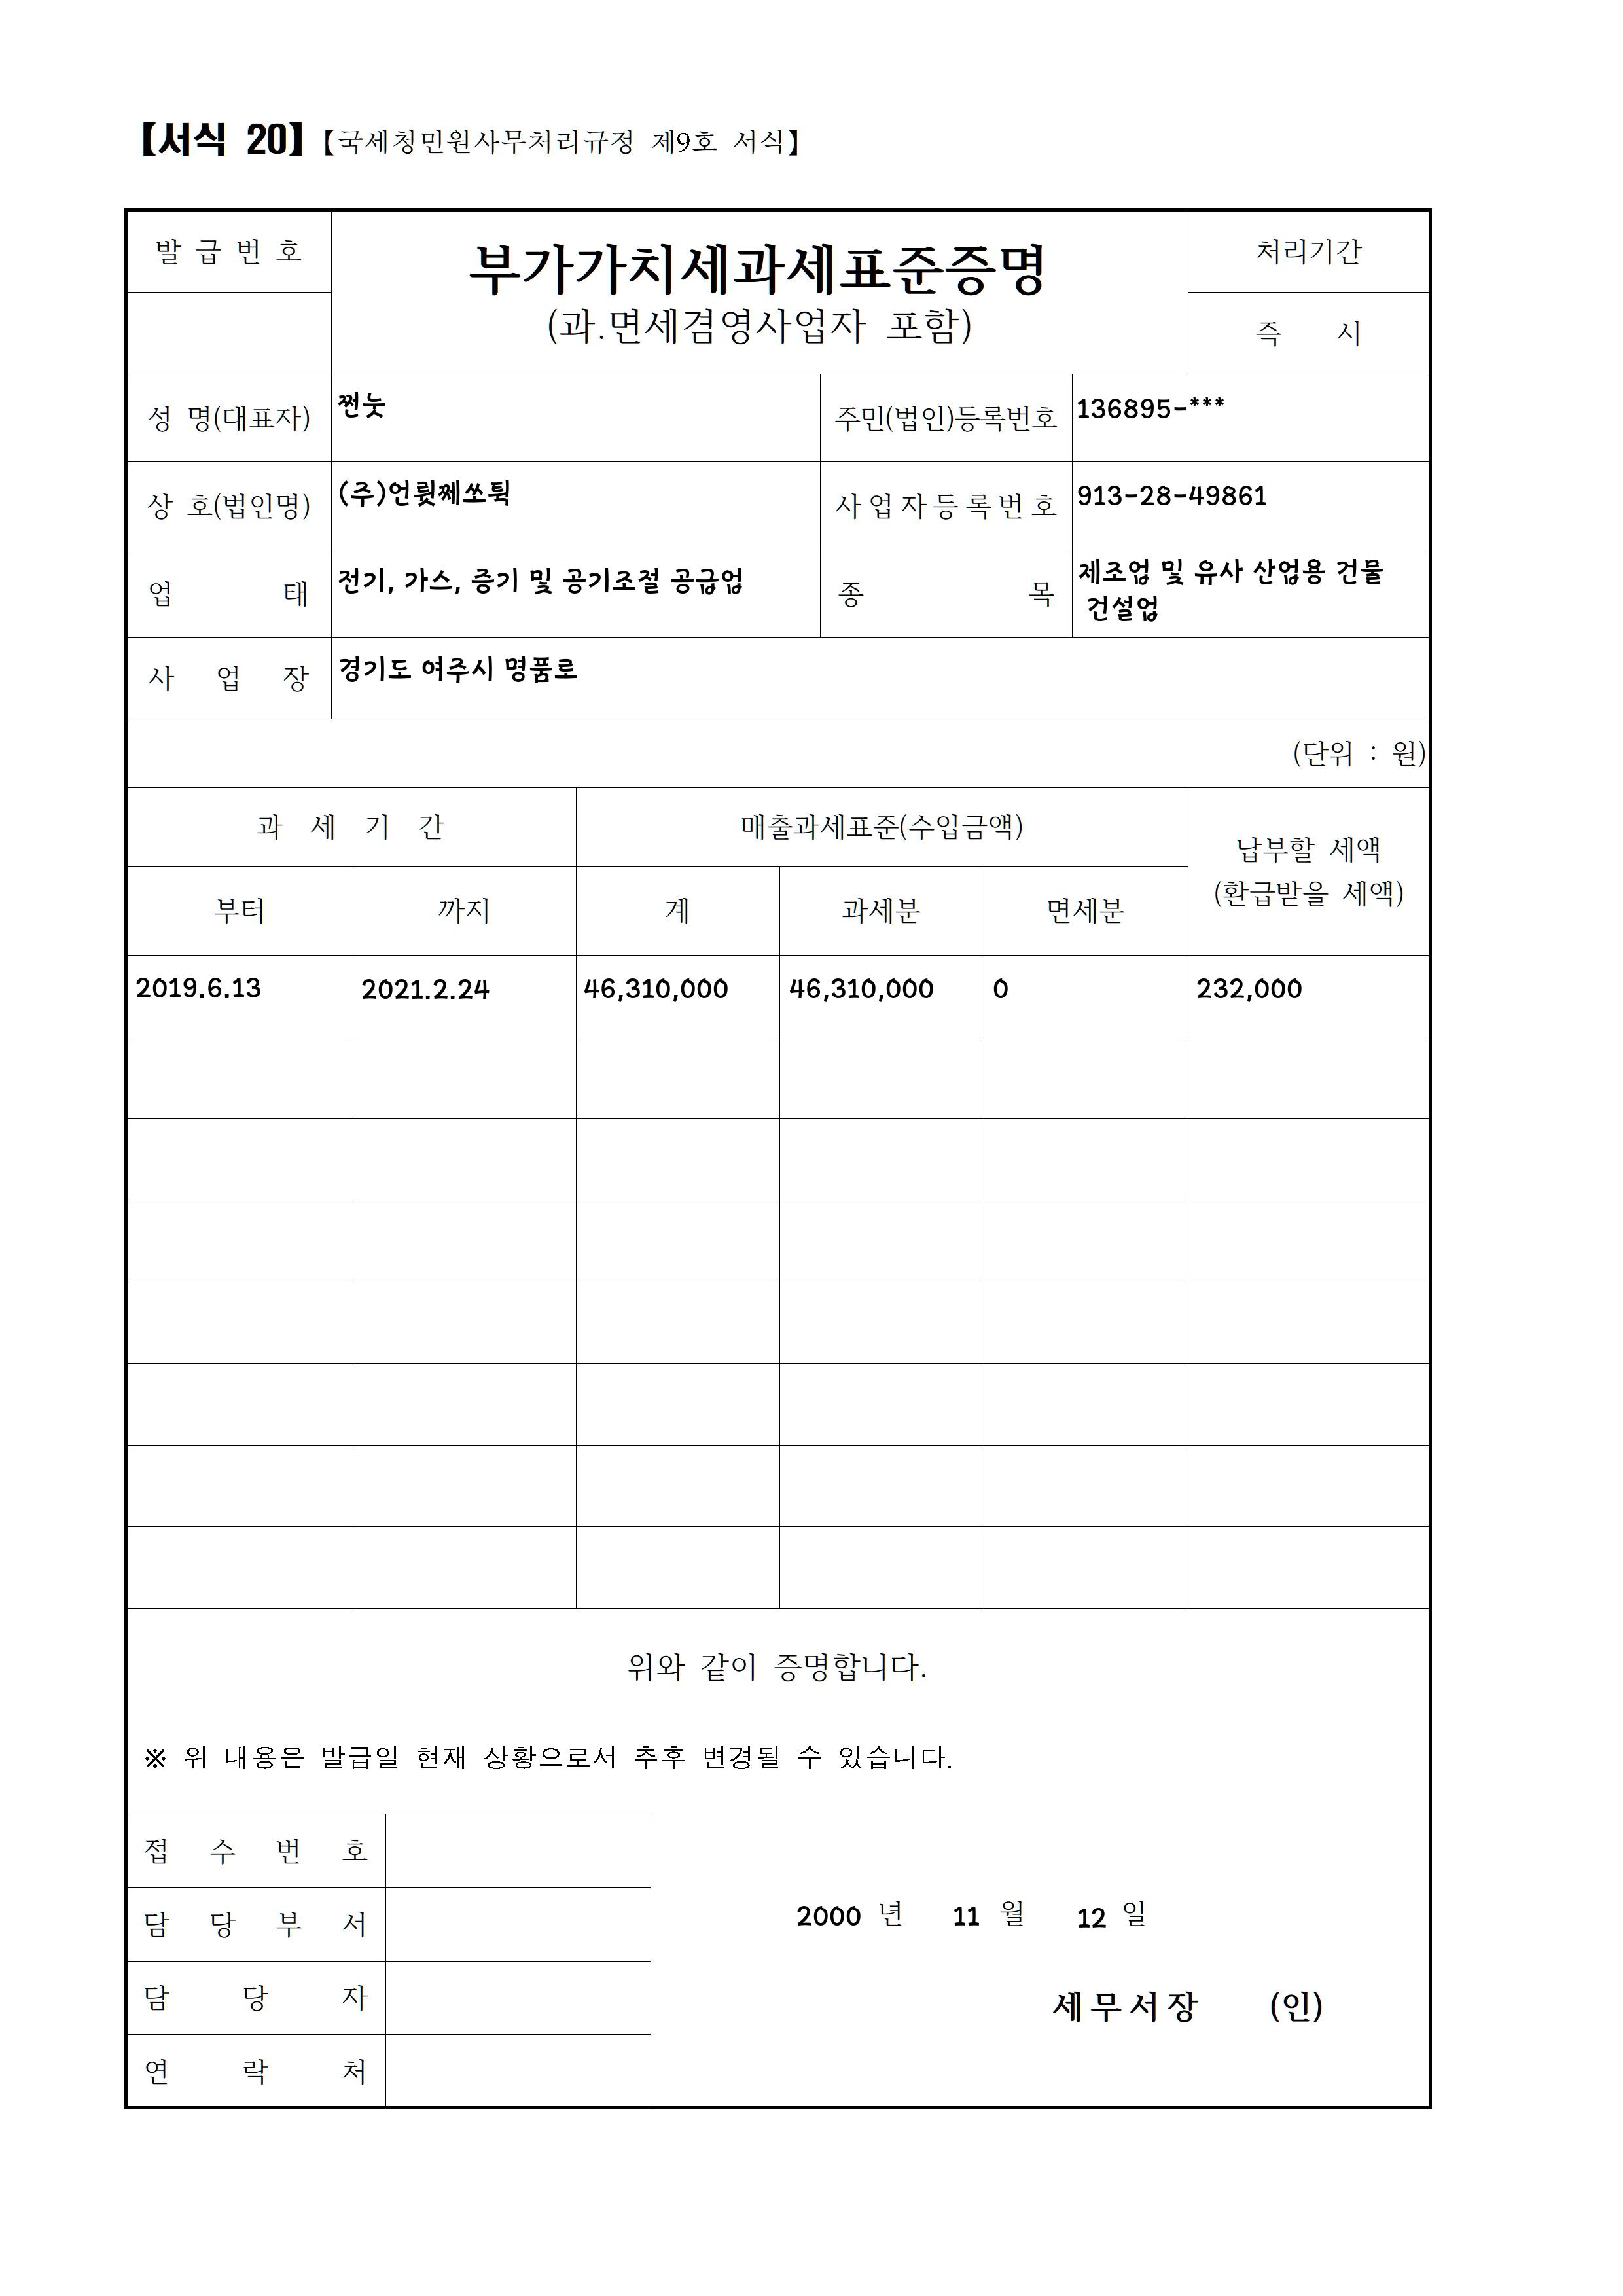 【서식 20】【국세청민원사무처리규정 제9호 서식】
발 급 번 호
부가가치세과세표준증명
(과.면세겸영사업자 포함)
처리기간
즉 시
성 명(대표자) 쩐눗 주민(법인)등록번호 136895-***
상 호(법인명) (주)언뮛쩨쏘튁 사업자등록번호 913-28-49861
업 태 전기, 가스, 증기 및 공기조절 공급업 종 목 제조업 및 유사 산업용 건물
건설업
사 업 장 경기도 여주시 명품로
(단위 : 원)
과 세 기 간 매출과세표준(수입금액) 납부할 세액
(환급받을 세액)
부터 까지 계 과세분 면세분
2019.6.13 2021.2.24 46,310,000 46,310,000 0 232,000
위와 같이 증명합니다.
※ 위 내용은 발급일 현재 상황으로서 추후 변경될 수 있습니다.
접 수 번 호
담 당 부 서
2000 년 11 월 12 일
담 당 자
세무서장 (인)
연 락 처